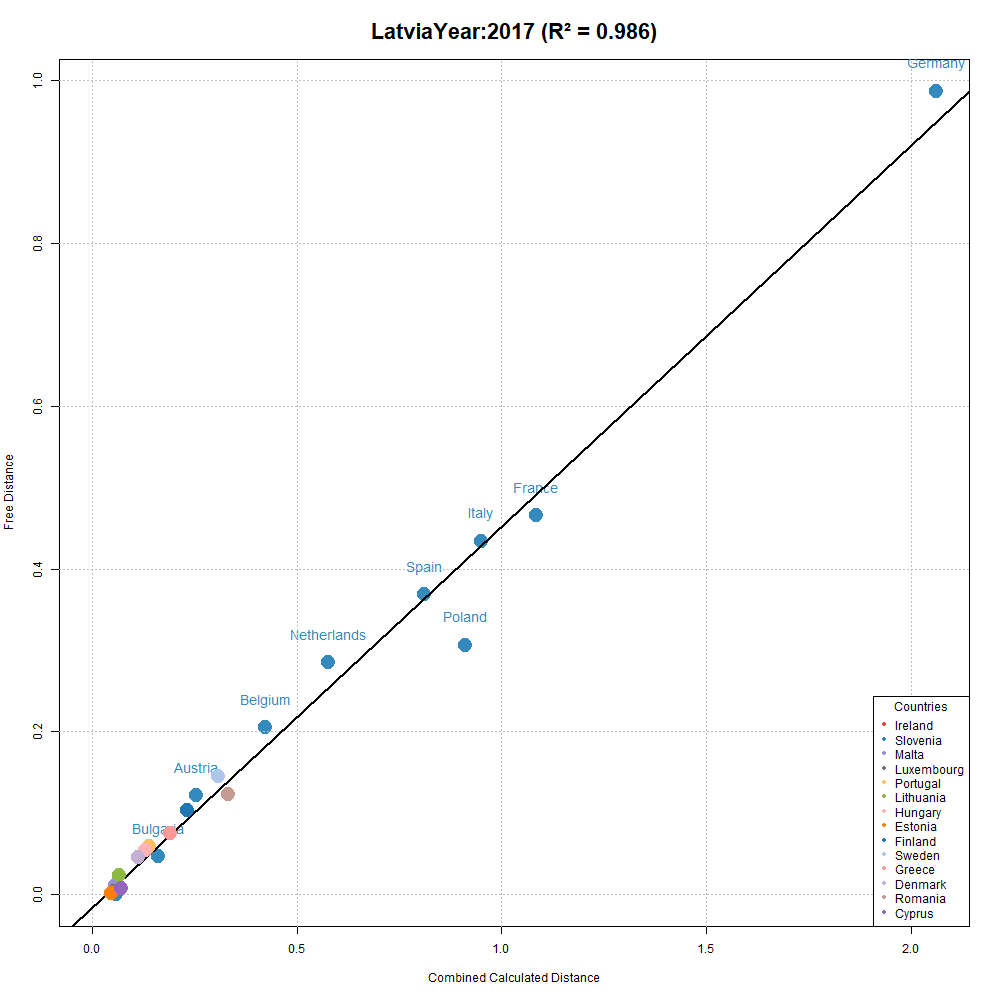 LatviaYear:2017 (R² = 0.986)
Germany
France
Italy
Spain
Poland
Netherlands
Belgium
Austria
Bulgaria
1.0
0.8
0.6
0.4
0.2
0.0
Free Distance
0.0 0.5 1.0 1.5 2.0
Combined Calculated Distance
Countries
Ireland
Slovenia
Malta
Luxembourg
Portugal
Lithuania
Hungary
Estonia
Finland
Sweden
Greece
Denmark
Romania
Cyprus